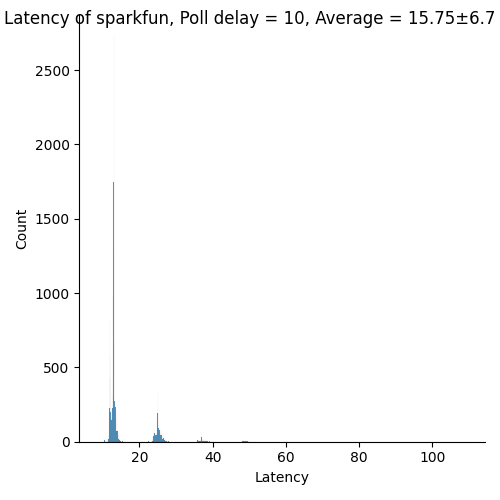 Latency of sparkfun, Poll delay = 10, Average = 15.75±6.7
2500
2000
1500
1000
500
0
Count
20 40 60 80 100
Latency